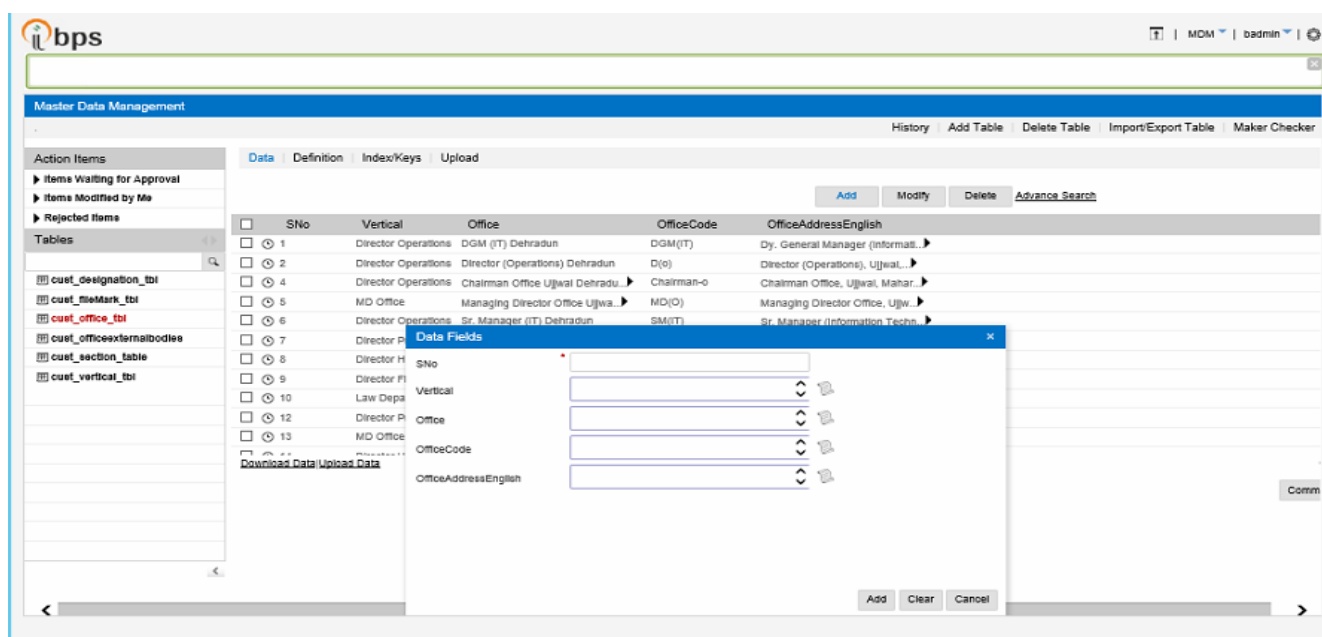 ibps
MDM | badmin |
Master Data Management
History | Add Table | Delete Table | Import/Export Table | Maker Checker
Action Items
Items Waiting for Approval
Items Modified by Me
Rejected Items
Tables
cust_designation_tbl
cust_fileMark_tbl
cust_office_tbl
cust_officeexternalbodies
cust_section_table
cust_vertical_tbl
Data | Definition | Index/Keys | Upload
Add Modify Delete Advance Search
SNo Vertical Office OfficeCode OfficeAddressEnglish
1 Director Operations DGM (IT) Dehradun DGM(IT) Dy. General Manager (Informati...
2 Director Operations Director (Operations) Dehradun D(o) Director (Operations), Ujjwal,...
4 Director Operations Chairman Office Ujjwal Dehradu... Chairman-o Chairman Office, Ujjwal, Mahar...
5 MD Office Managing Director Office Ujjwa... MD(O) Managing Director Office, Ujjw...
6 Director Operations Sr. Manager (IT) Dehradun SM(IT) Sr. Manager (Information Techn...
7 Director P
8 Director H
9 Director Fi
10 Law Depa
12 Director P
13 MD Office
Download Data|Upload Data
Data Fields
SNo *
Vertical
Office
OfficeCode
OfficeAddressEnglish
Add Clear Cancel
Comm